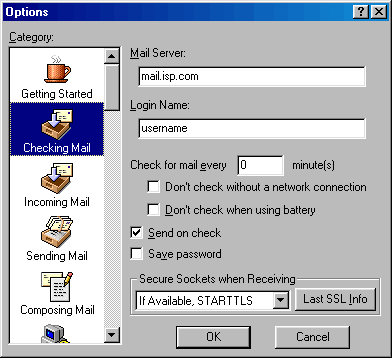 Options
Category:
Getting Started
Checking Mail
Incoming Mail
Sending Mail
Composing Mail
Mail Server:
mail.isp.com
Login Name:
username
Check for mail every 0 minute(s)
Don't check without a network connection
Don't check when using battery
Send on check
Save password
Secure Sockets when Receiving
If Available, STARTTLS
Last SSL Info
OK
Cancel